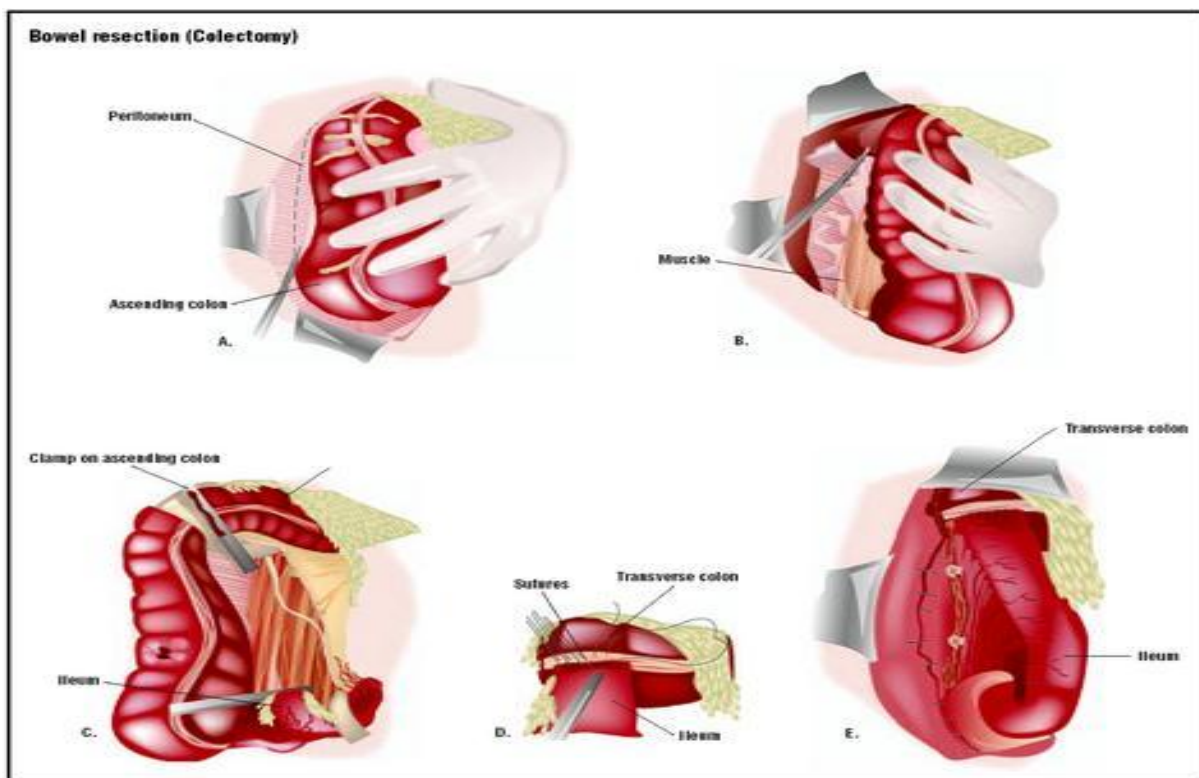 Bowel resection (Colectomy)
Peritoneum
Ascending colon
A.
Muscle
B.
Clamp on ascending colon
Ileum
C.
Sutures
Transverse colon
Ileum
D.
Transverse colon
Ileum
E.